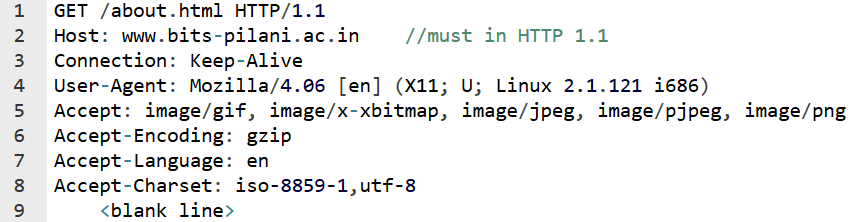 1 GET /about.html HTTP/1.1
2 Host: www.bits-pilani.ac.in //must in HTTP 1.1
3 Connection: Keep-Alive
4 User-Agent: Mozilla/4.06 [en] (X11; U; Linux 2.1.121 i686)
5 Accept: image/gif, image/x-xbitmap, image/jpeg, image/pjpeg, image/png
6 Accept-Encoding: gzip
7 Accept-Language: en
8 Accept-Charset: iso-8859-1,utf-8
9 <blank line>